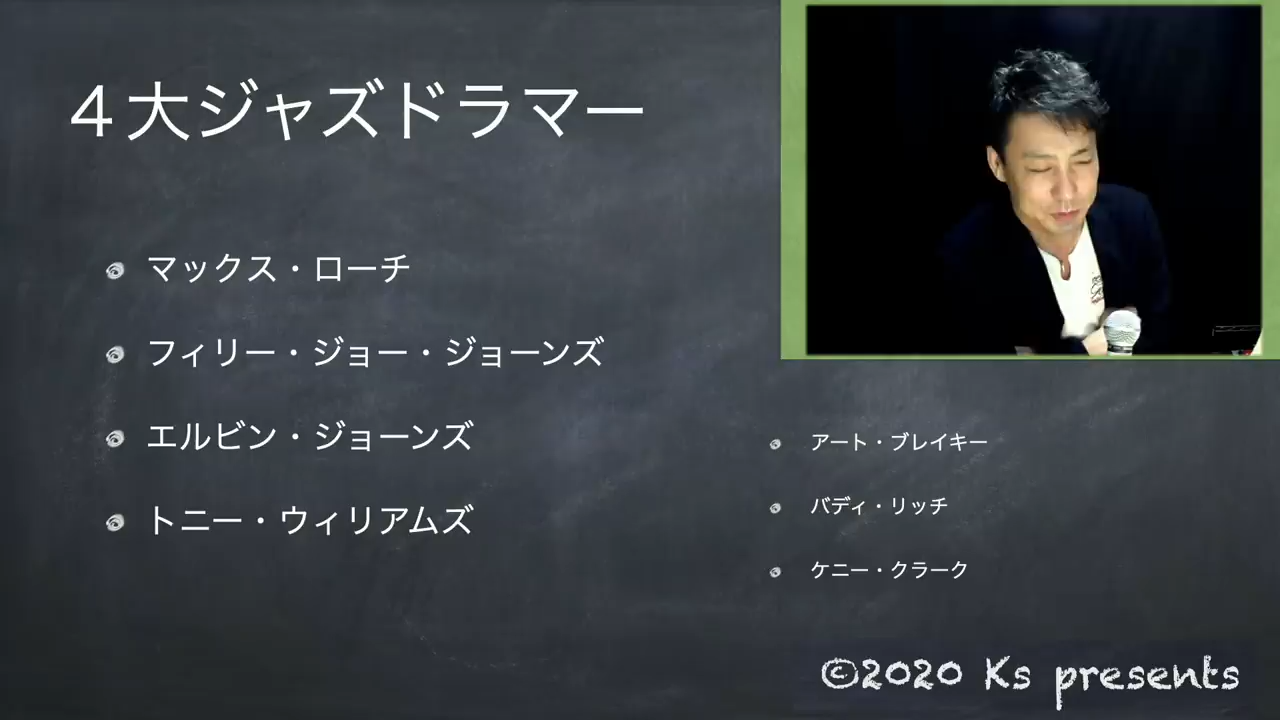 4大ジャズドラマー
マックス・ローチ
フィリー・ジョー・ジョーンズ
エルビン・ジョーンズ
トニー・ウィリアムズ
アート・ブレイキー
バディ・リッチ
ケニー・クラーク
©2020 Ks presents